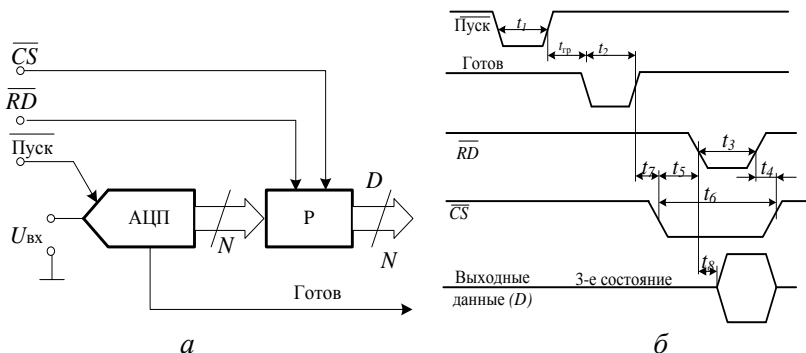 CS
RD
Пуск
АЦП
Р
D
N
N
Uвх
Готов
а
Пуск
t1
tгр
t2
Готов
RD
t3
t7
t5
t4
t6
CS
t8
Выходные
данные (D)
3-е состояние
б